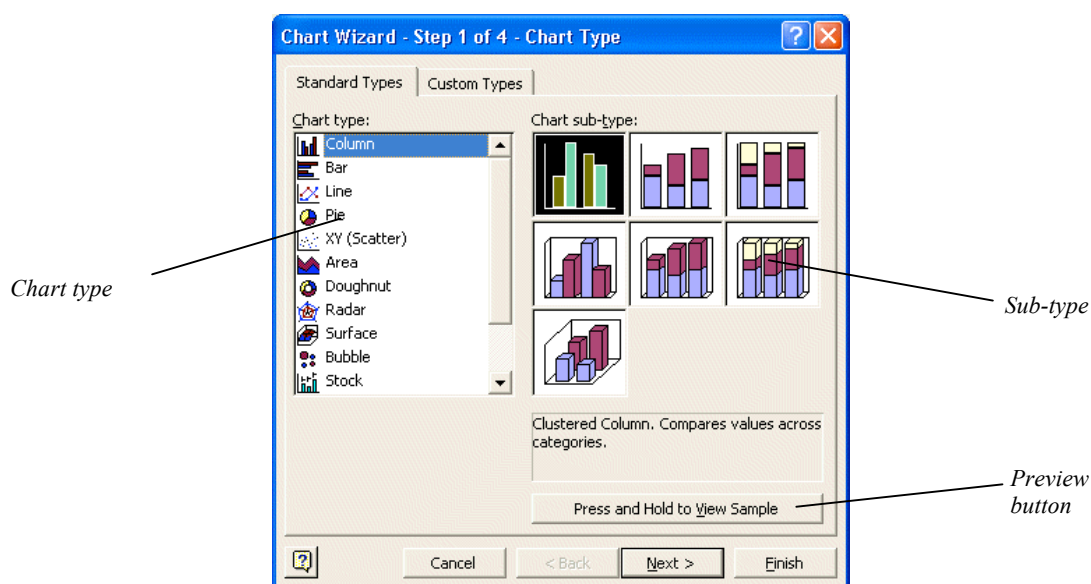 Chart Wizard - Step 1 of 4 - Chart Type
Standard Types
Custom Types
Chart type:
Column
Bar
Line
Pie
XY (Scatter)
Area
Doughnut
Radar
Surface
Bubble
Stock
Chart sub-type:
Clustered Column. Compares values across
categories.
Press and Hold to View Sample
Cancel
< Back
Next >
Finish
Chart type
Sub-type
Preview
button